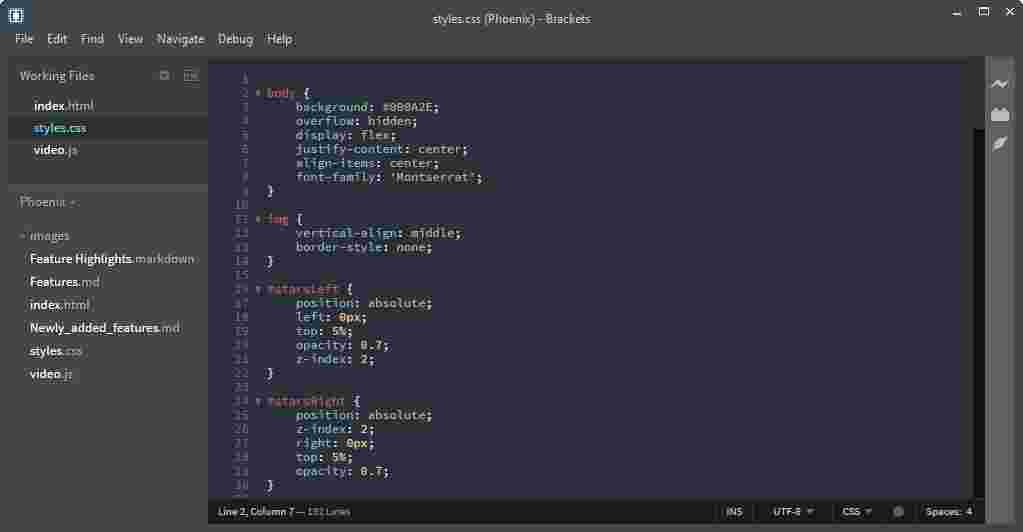 styles.css (Phoenix) - Brackets
File Edit Find View Navigate Debug Help
Working Files
index.html
styles.css
video.js
Phoenix
images
Feature Highlights.markdown
Features.md
index.html
Newly_added_features.md
styles.css
video.js
1
2 body {
3 background: #080A2E;
4 overflow: hidden;
5 display: flex;
6 justify-content: center;
7 align-items: center;
8 font-family: 'Montserrat';
9 }
10
11 img {
12 vertical-align: middle;
13 border-style: none;
14 }
15
16 #starsLeft {
17 position: absolute;
18 left: 0px;
19 top: 5%;
20 opacity: 0.7;
21 z-index: 2;
22 }
23
24 #starsRight {
25 position: absolute;
26 z-index: 2;
27 right: 0px;
28 top: 5%;
29 opacity: 0.7;
30 }
Line 2, Column 7 — 192 Lines INS UTF-8 CSS Spaces: 4